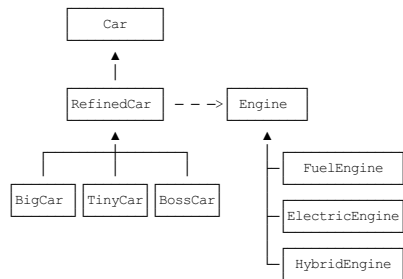 Car
RefinedCar
Engine
BigCar
TinyCar
BossCar
FuelEngine
ElectricEngine
HybridEngine